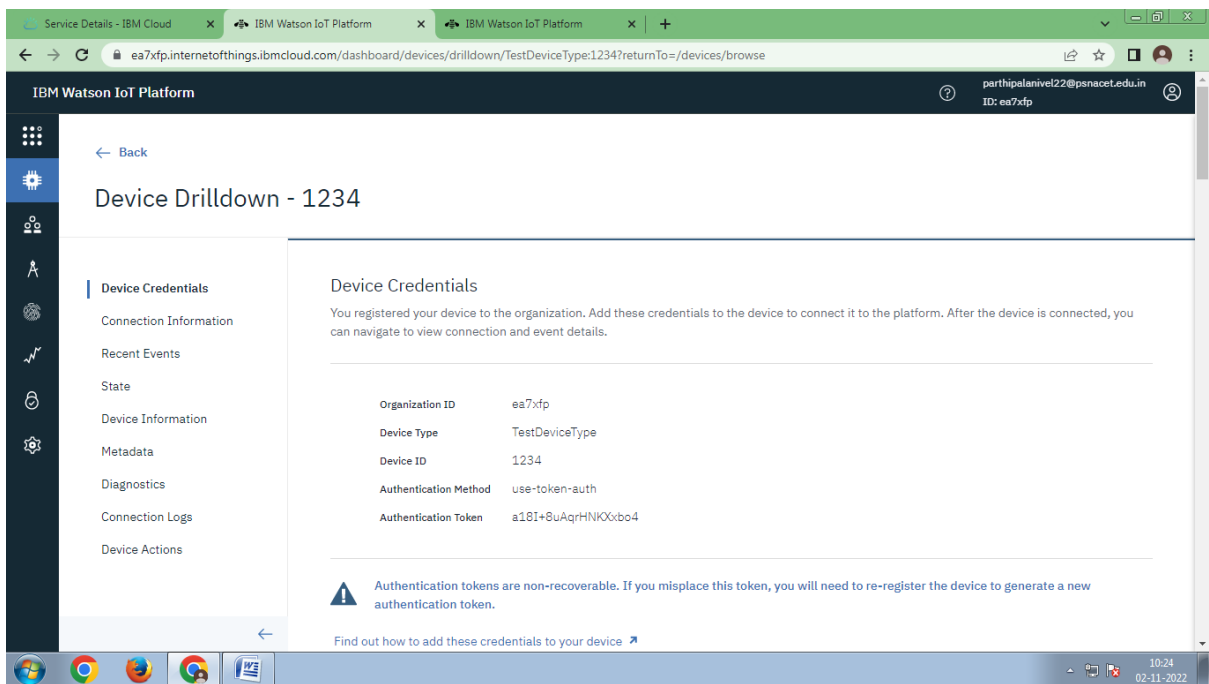 Service Details - IBM Cloud
IBM Watson IoT Platform
IBM Watson IoT Platform
ea7xfp.internetofthings.ibmcloud.com/dashboard/devices/drilldown/TestDeviceType:1234?returnTo=/devices/browse
IBM Watson IoT Platform
parthipalanivel22@psnacet.edu.in
ID: ea7xfp
Back
Device Drilldown - 1234
Device Credentials
Connection Information
Recent Events
State
Device Information
Metadata
Diagnostics
Connection Logs
Device Actions
Device Credentials
You registered your device to the organization. Add these credentials to the device to connect it to the platform. After the device is connected, you
can navigate to view connection and event details.
Organization ID ea7xfp
Device Type TestDeviceType
Device ID 1234
Authentication Method use-token-auth
Authentication Token a18I+8uAqrHNKXxbo4
Authentication tokens are non-recoverable. If you misplace this token, you will need to re-register the device to generate a new
authentication token.
Find out how to add these credentials to your device
10:24
02-11-2022